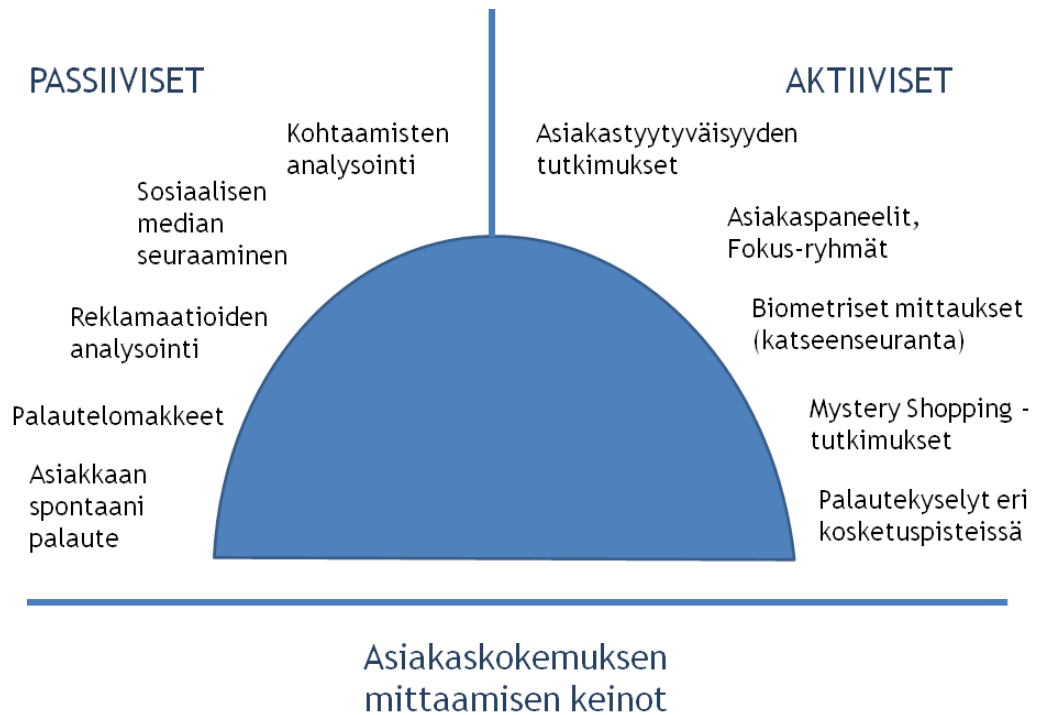 PASSIIVISET
Kohtaamisten
analysointi
Sosiaalisen
median
seuraaminen
Reklamaatioiden
analysointi
Palautelomakkeet
Asiakkaan
spontaani
palaute
AKTIIVISET
Asiakastyytyväisyyden
tutkimukset
Asiakaspaneelit,
Fokus-ryhmät
Biometriset mittaukset
(katseenseuranta)
Mystery Shopping -
tutkimukset
Palautekyselyt eri
kosketuspisteissä
Asiakaskokemuksen
mittaamisen keinot